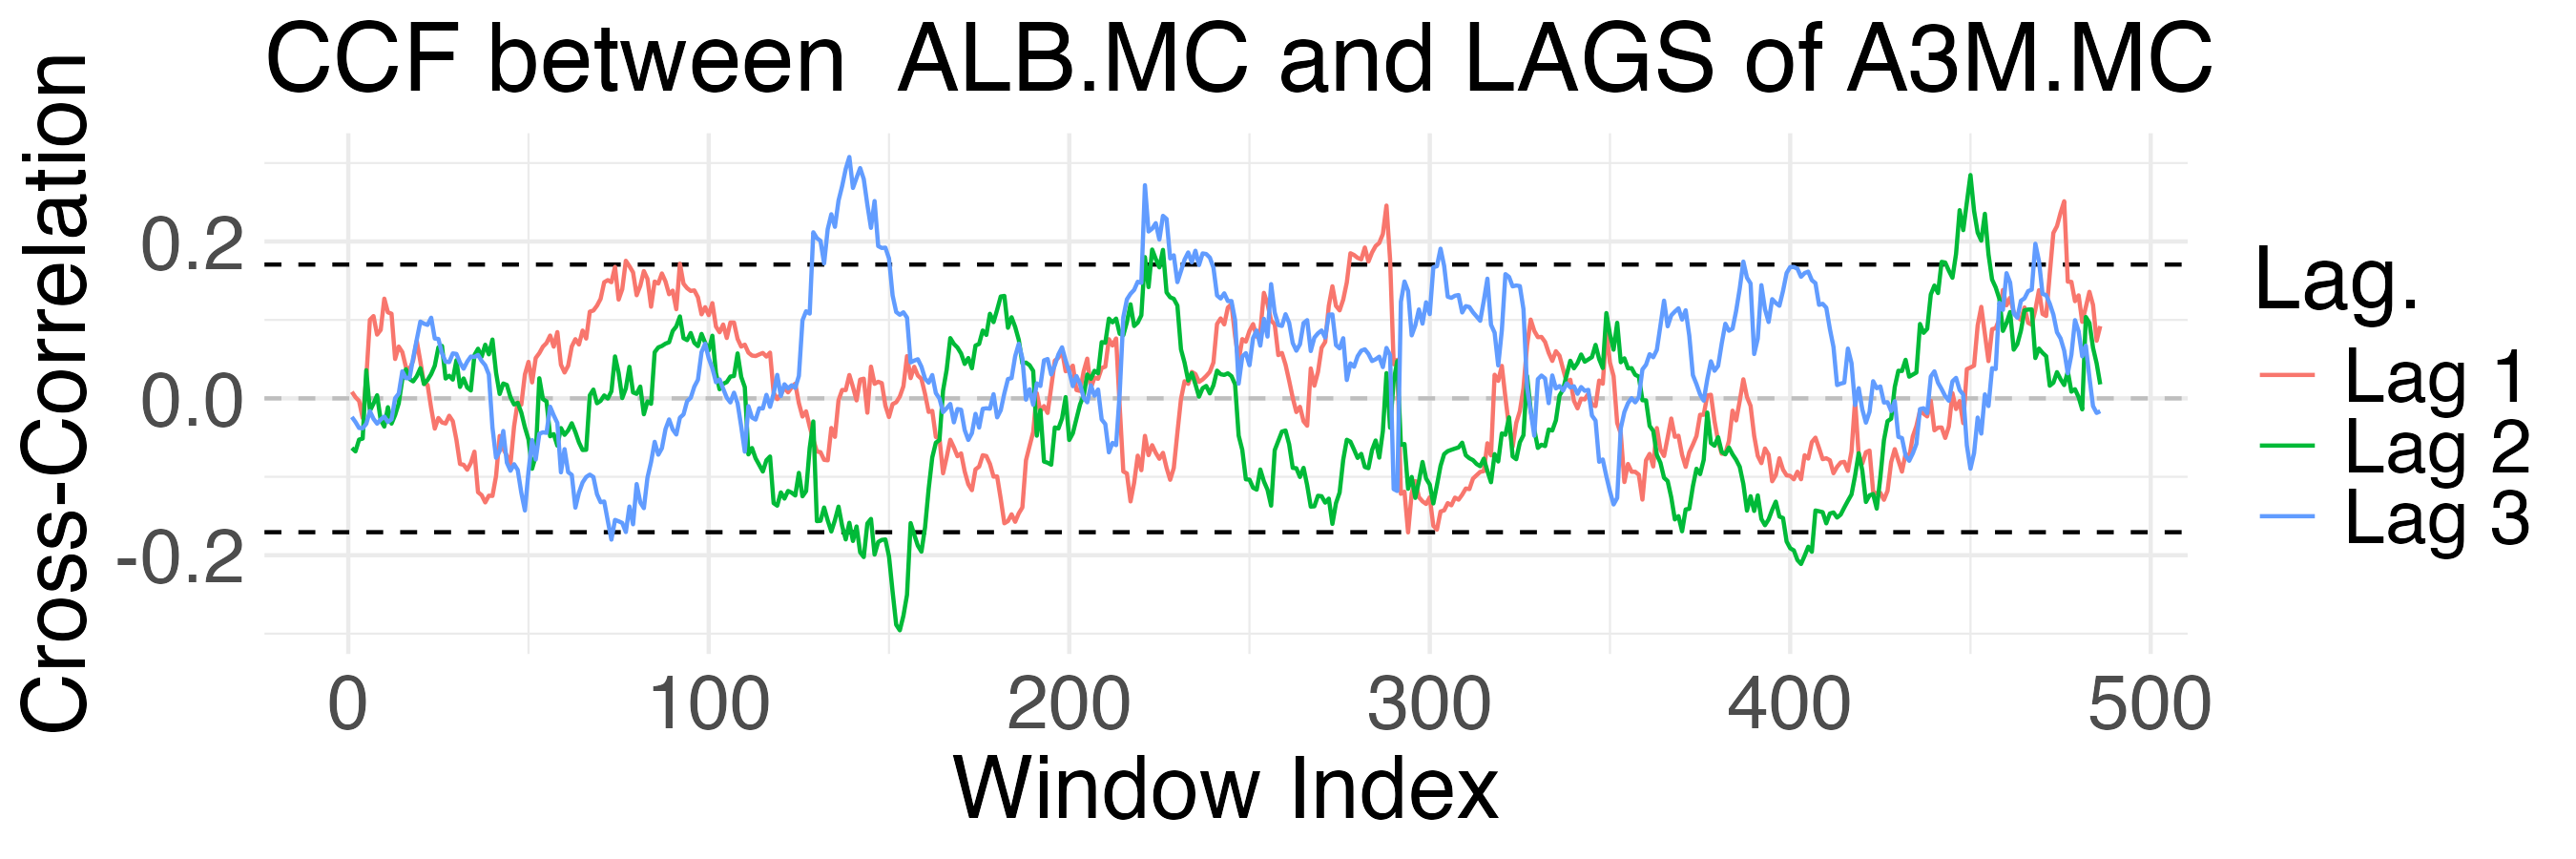 CCF between  ALB.MC and LAGS of A3M.MC
Cross-Correlation
0.2
0.0
-0.2
0
100
200
300
400
500
Window Index
Lag.
Lag 1
Lag 2
Lag 3